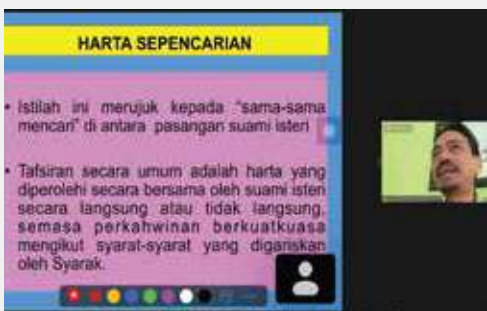 HARTA SEPENCARIAN
• Istilah ini merujuk kepada "sama-sama
mencari" di antara pasangan suami isteri
• Tafsiran secara umum adalah harta yang
diperolehi secara bersama oleh suami isteri
secara langsung atau tidak langsung,
semasa perkahwinan berkuatkuasa
mengikut syarat-syarat yang digariskan
oleh Syarak.